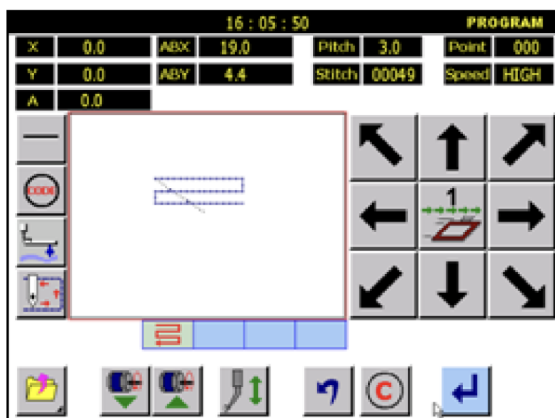 16 : 05 : 50 PROGRAM
X 0.0 ABX 19.0 Pitch 3.0 Point 000
Y 0.0 ABY 4.4 Stitch 00049 Speed HIGH
A 0.0
1
CODE
C